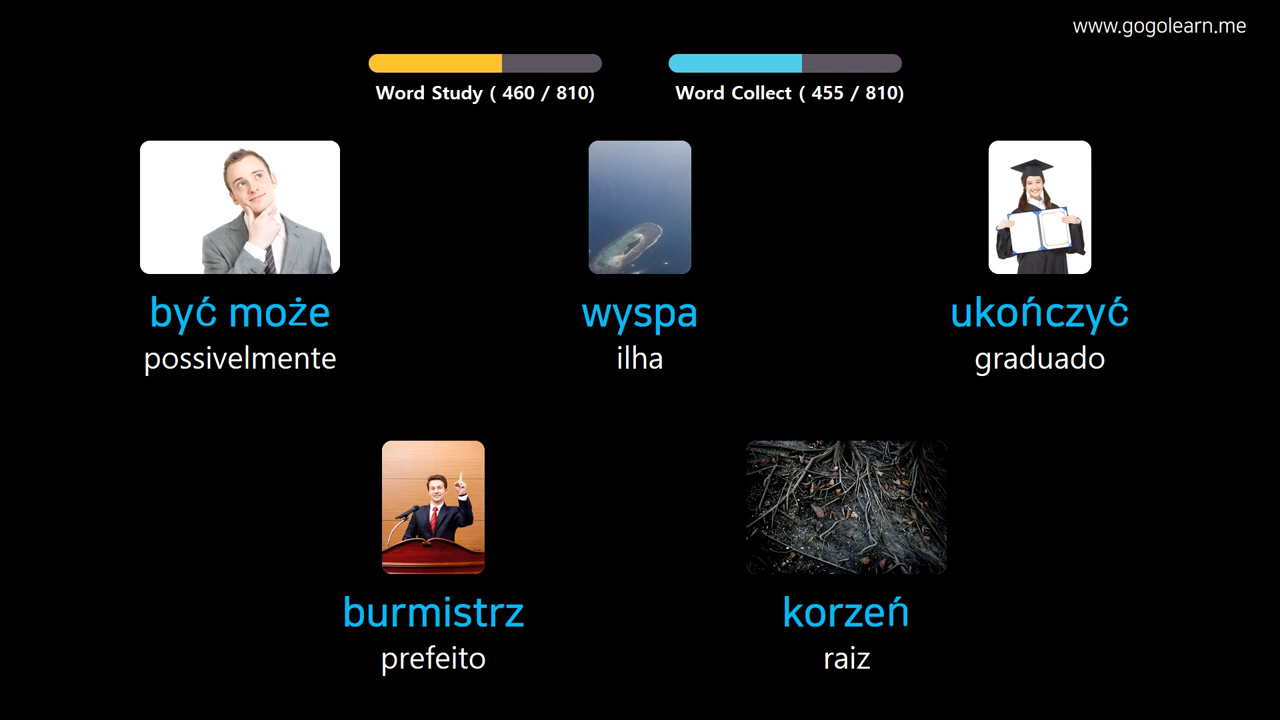 www.gogolearn.me
Word Study ( 460 / 810)
Word Collect ( 455 / 810)
być może
possivelmente
wyspa
ilha
ukończyć
graduado
burmistrz
prefeito
korzeń
raiz